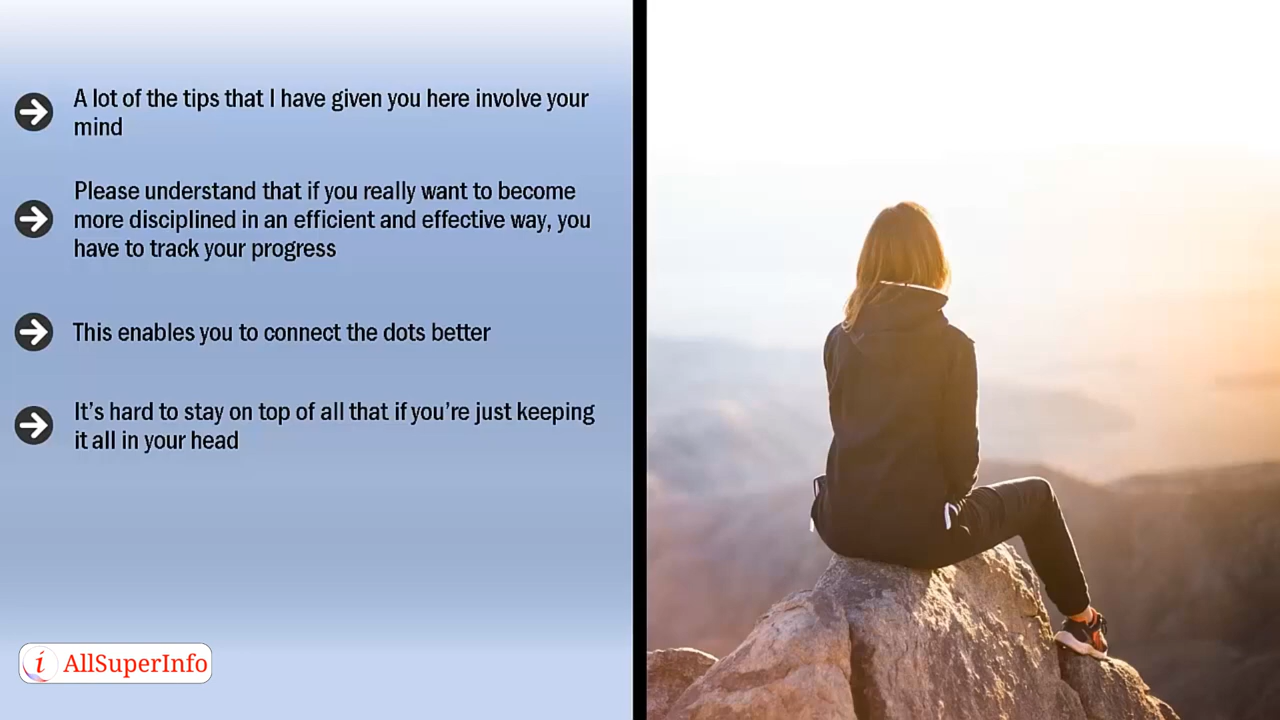 A lot of the tips that I have given you here involve your
mind
Please understand that if you really want to become
more disciplined in an efficient and effective way, you
have to track your progress
This enables you to connect the dots better
It's hard to stay on top of all that if you're just keeping
it all in your head
i AllSuperInfo